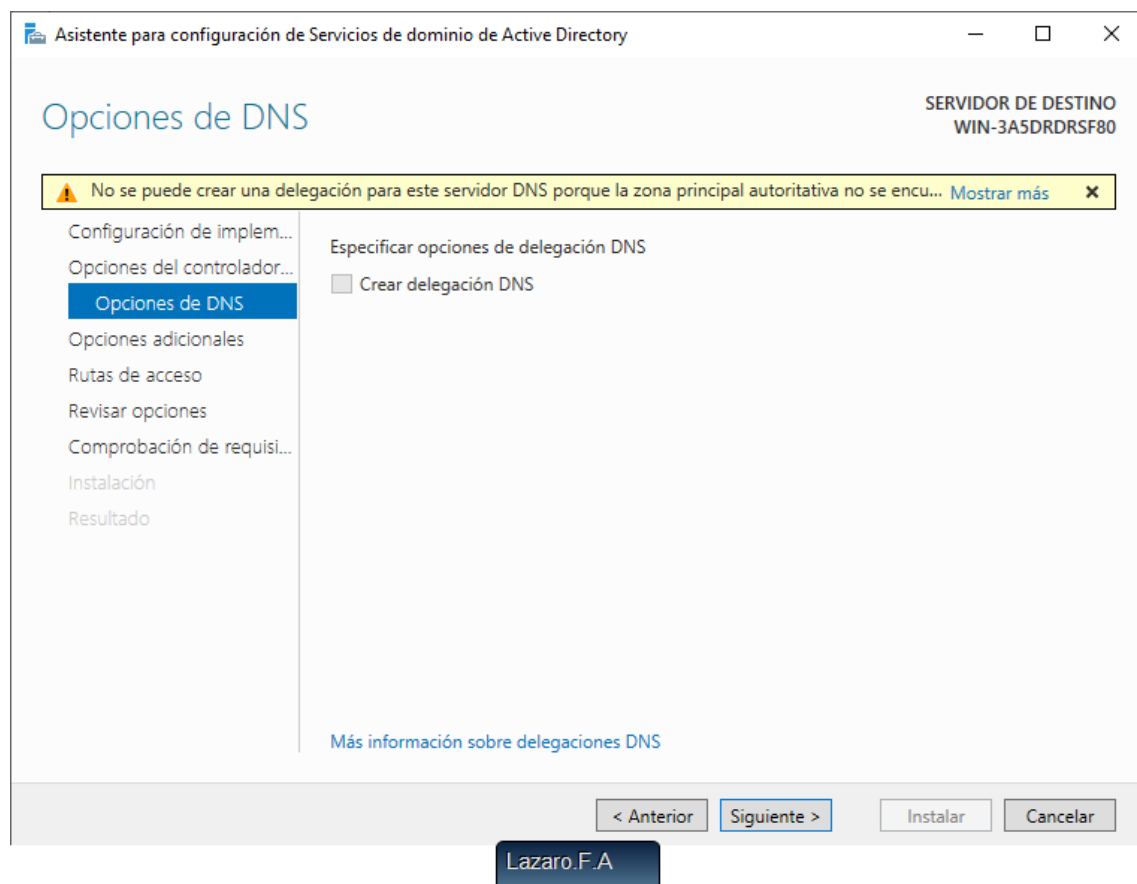 Asistente para configuración de Servicios de dominio de Active Directory
Opciones de DNS
SERVIDOR DE DESTINO
WIN-3A5DRDRSF80
No se puede crear una delegación para este servidor DNS porque la zona principal autoritativa no se encu... Mostrar más
Configuración de implem...
Opciones del controlador...
Opciones de DNS
Opciones adicionales
Rutas de acceso
Revisar opciones
Comprobación de requisi...
Instalación
Resultado
Especificar opciones de delegación DNS
Crear delegación DNS
Más información sobre delegaciones DNS
< Anterior
Siguiente >
Instalar
Cancelar
Lazaro.F.A